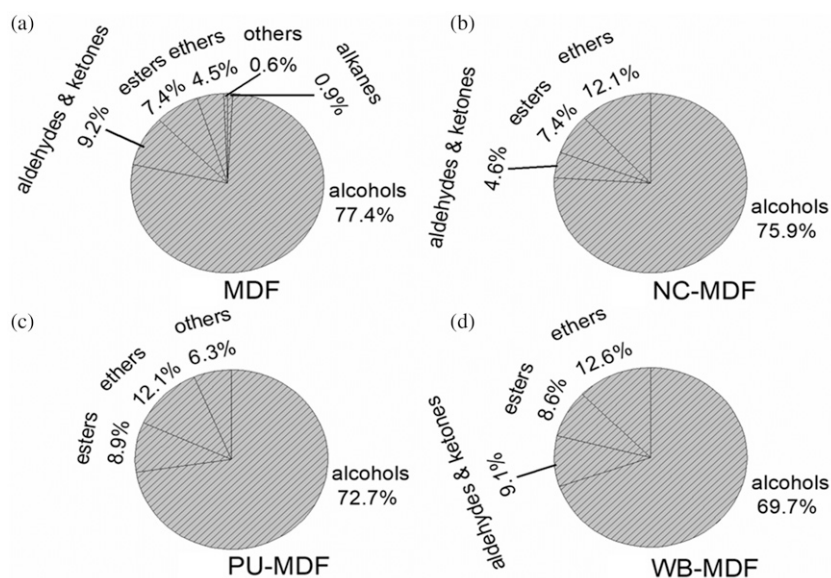 (a)
aldehydes & ketones
9.2%
esters
7.4%
ethers
4.5%
others
0.6%
alkanes
0.9%
alcohols
77.4%
MDF
(b)
aldehydes & ketones
4.6%
esters
7.4%
ethers
12.1%
alcohols
75.9%
NC-MDF
(c)
esters
8.9%
ethers
12.1%
others
6.3%
alcohols
72.7%
PU-MDF
(d)
aldehydes & ketones
9.1%
esters
8.6%
ethers
12.6%
alcohols
69.7%
WB-MDF